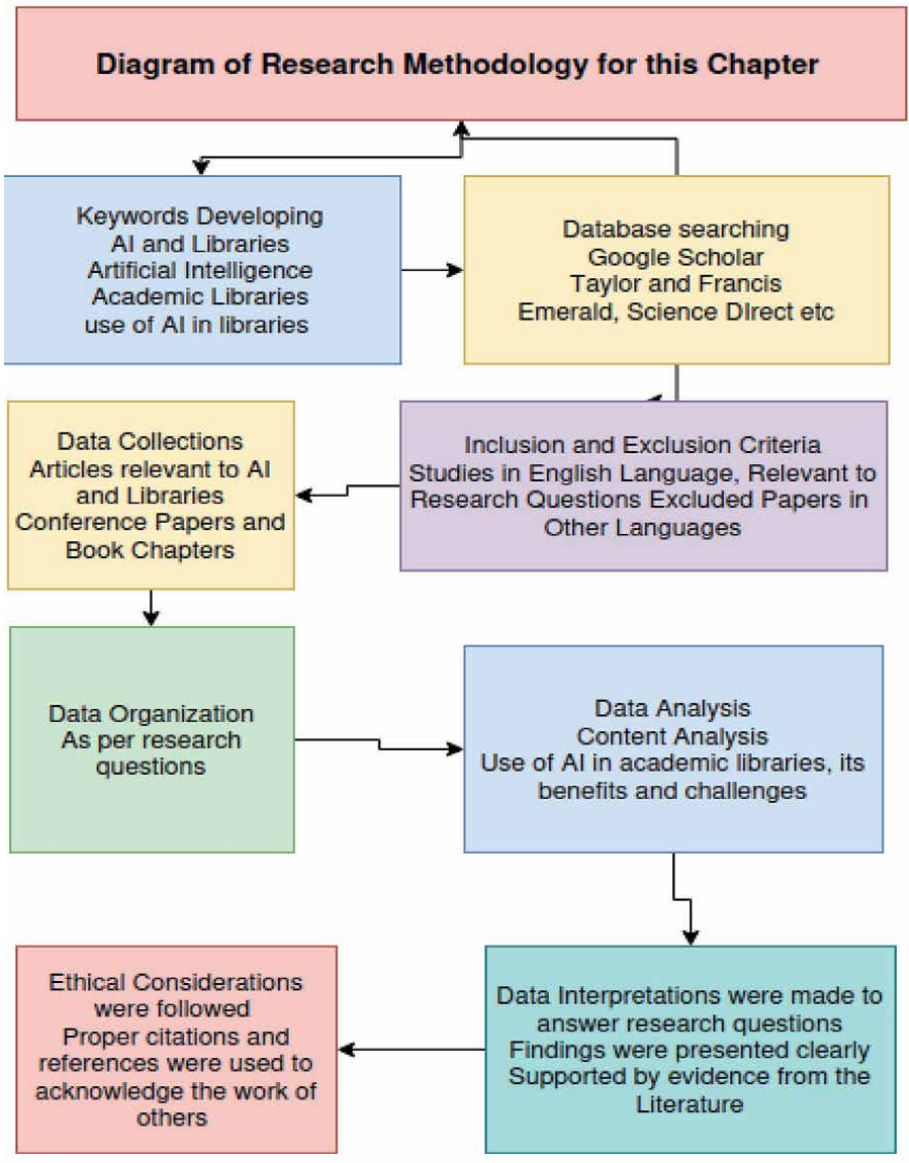 Diagram of Research Methodology for this Chapter
Keywords Developing
AI and Libraries
Artificial Intelligence
Academic Libraries
use of AI in libraries
Database searching
Google Scholar
Taylor and Francis
Emerald, Science DIrect etc
Inclusion and Exclusion Criteria
Studies in English Language, Relevant to
Research Questions Excluded Papers in
Other Languages
Data Collections
Articles relevant to AI
and Libraries
Conference Papers and
Book Chapters
Data Organization
As per research
questions
Data Analysis
Content Analysis
Use of AI in academic libraries, its
benefits and challenges
Data Interpretations were made to
answer research questions
Findings were presented clearly
Supported by evidence from the
Literature
Ethical Considerations
were followed
Proper citations and
references were used to
acknowledge the work of
others